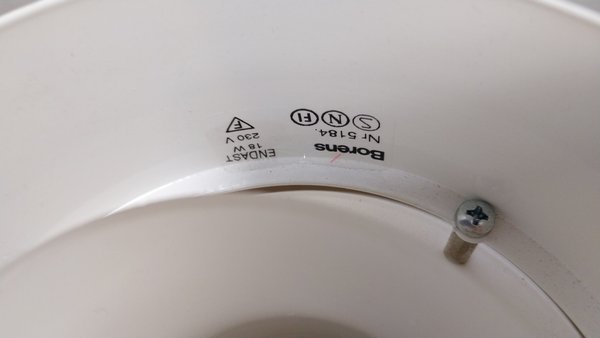 Borens
Nr 5184.
S N FI
ENDAST
18 W
230 V
F